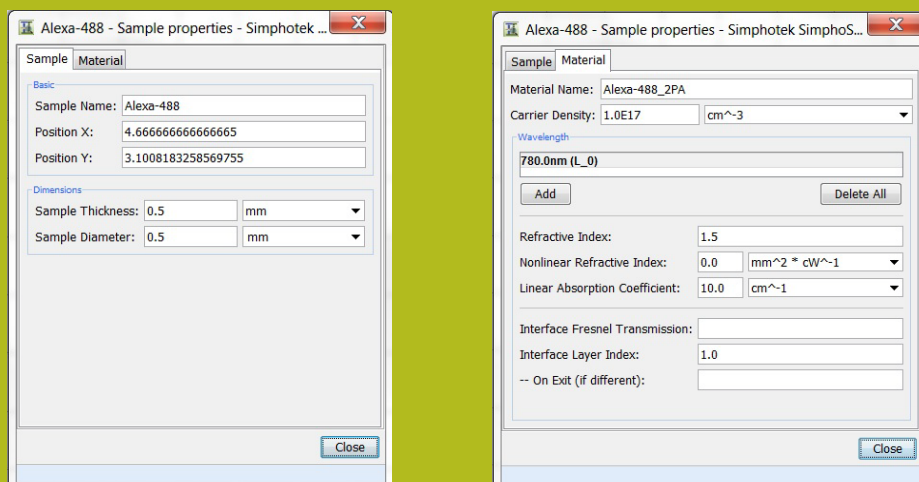 Alexa-488 - Sample properties - Simphotek ...
Sample Material
Basic
Sample Name: Alexa-488
Position X: 4.666666666666665
Position Y: 3.1008183258569755
Dimensions
Sample Thickness: 0.5 mm
Sample Diameter: 0.5 mm
Close
Alexa-488 - Sample properties - Simphotek SimphoS...
Sample Material
Material Name: Alexa-488_2PA
Carrier Density: 1.0E17 cm^-3
Wavelength
780.0nm (L_0)
Add Delete All
Refractive Index: 1.5
Nonlinear Refractive Index: 0.0 mm^2 * cW^-1
Linear Absorption Coefficient: 10.0 cm^-1
Interface Fresnel Transmission:
Interface Layer Index: 1.0
-- On Exit (if different):
Close